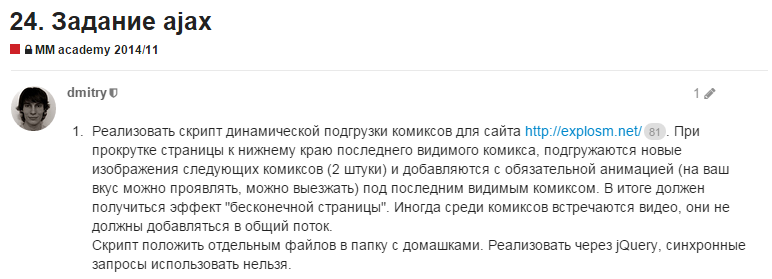 24. Задание ajax
MM academy 2014/11
dmitry
1
1. Реализовать скрипт динамической подгрузки комиксов для сайта http://explosm.net/ 81 . При
прокрутке страницы к нижнему краю последнего видимого комикса, подгружаются новые
изображения следующих комиксов (2 штуки) и добавляются с обязательной анимацией (на ваш
вкус можно проявлять, можно выезжать) под последним видимым комиксом. В итоге должен
получиться эффект "бесконечной страницы". Иногда среди комиксов встречаются видео, они не
должны добавляться в общий поток.
Скрипт положить отдельным файлов в папку с домашками. Реализовать через jQuery, синхронные
запросы использовать нельзя.